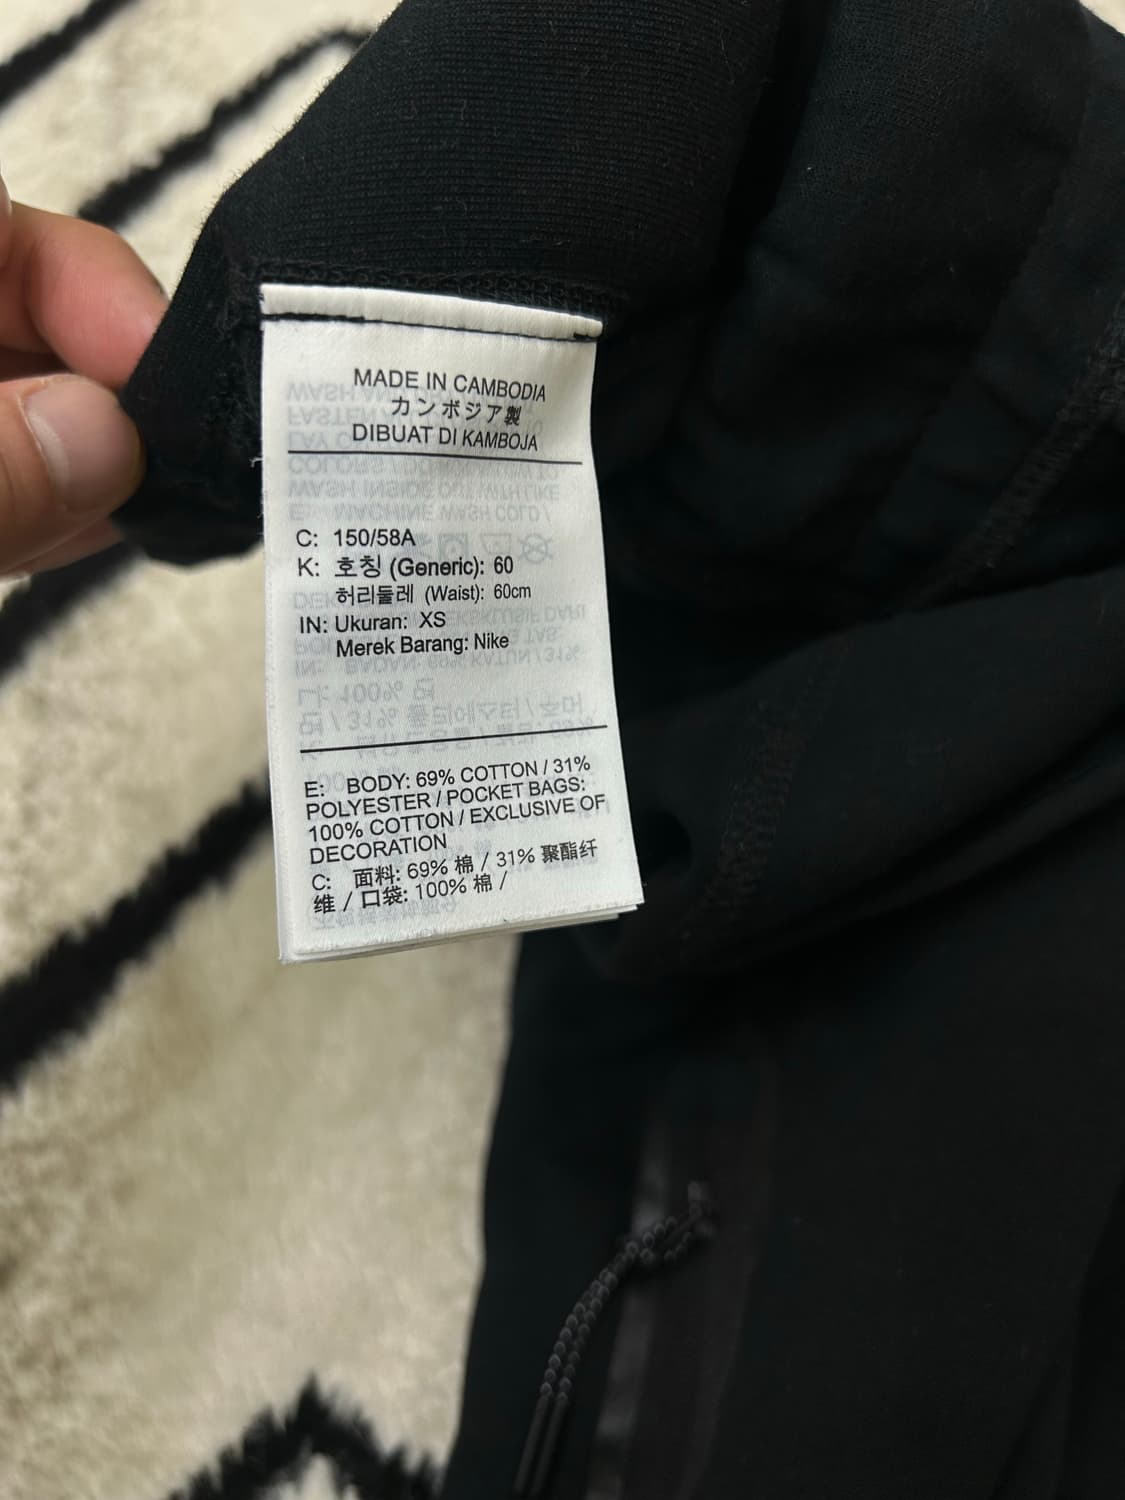 MADE IN CAMBODIA
カンボジア製
DIBUAT DI KAMBOJA
C: 150/58A
K: 호칭 (Generic): 60
허리둘레 (Waist): 60cm
IN: Ukuran: XS
Merek Barang: Nike
E: BODY: 69% COTTON / 31%
POLYESTER / POCKET BAGS:
100% COTTON / EXCLUSIVE OF
DECORATION
C: 面料: 69% 棉 / 31% 聚酯纤
维 / 口袋: 100% 棉 /